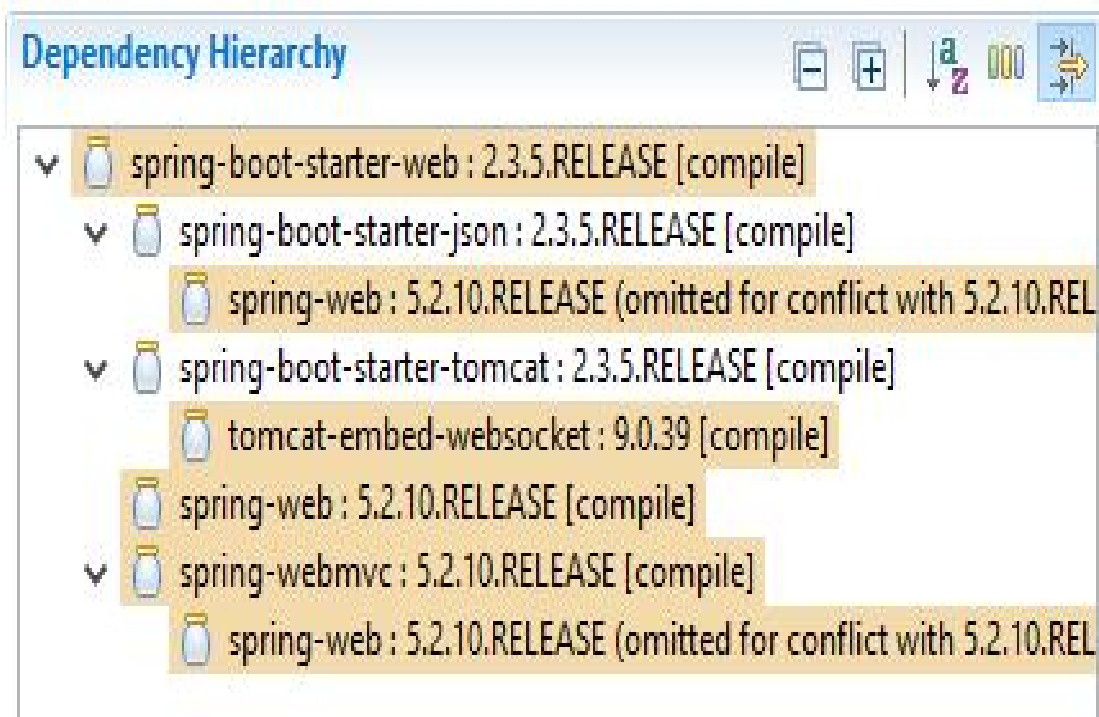 Dependency Hierarchy
a
z
spring-boot-starter-web : 2.3.5.RELEASE [compile]
spring-boot-starter-json : 2.3.5.RELEASE [compile]
spring-web : 5.2.10.RELEASE (omitted for conflict with 5.2.10.REL
spring-boot-starter-tomcat : 2.3.5.RELEASE [compile]
tomcat-embed-websocket : 9.0.39 [compile]
spring-web : 5.2.10.RELEASE [compile]
spring-webmvc : 5.2.10.RELEASE [compile]
spring-web : 5.2.10.RELEASE (omitted for conflict with 5.2.10.REL